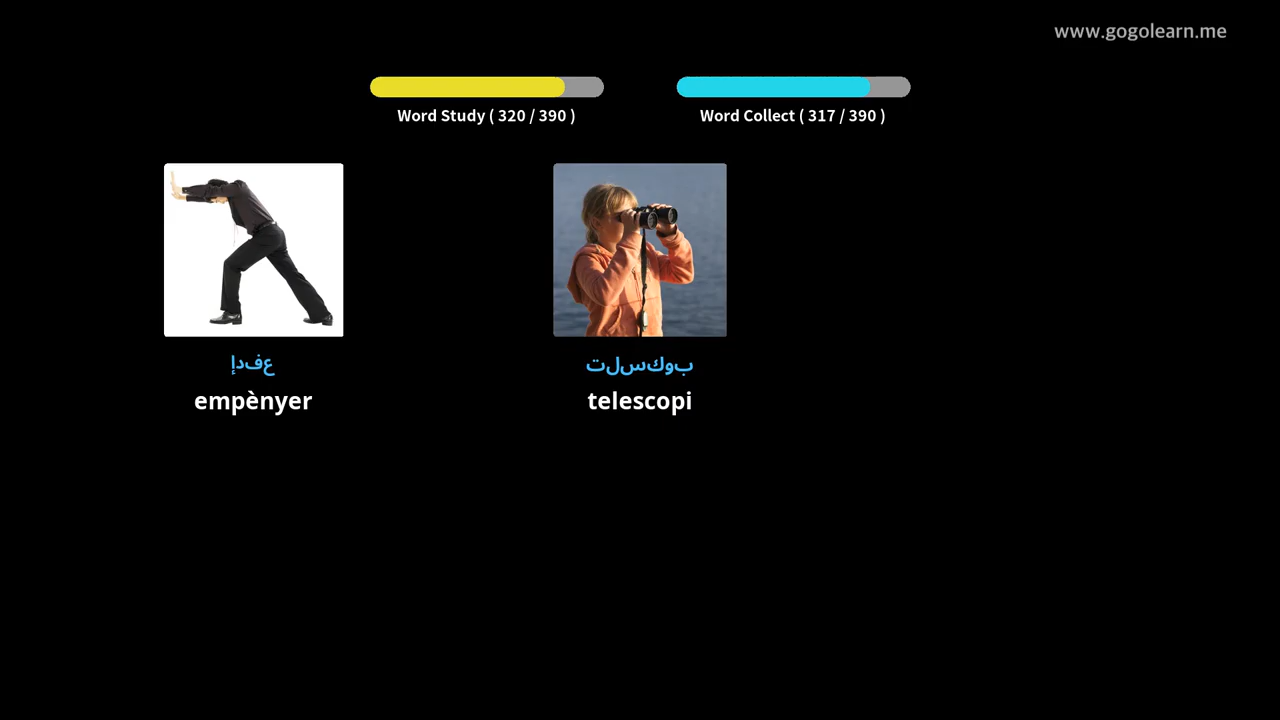 www.gogolearn.me
Word Study ( 320 / 390 )
Word Collect ( 317 / 390 )
إدفع
تلسكوب
empènyer
telescopi